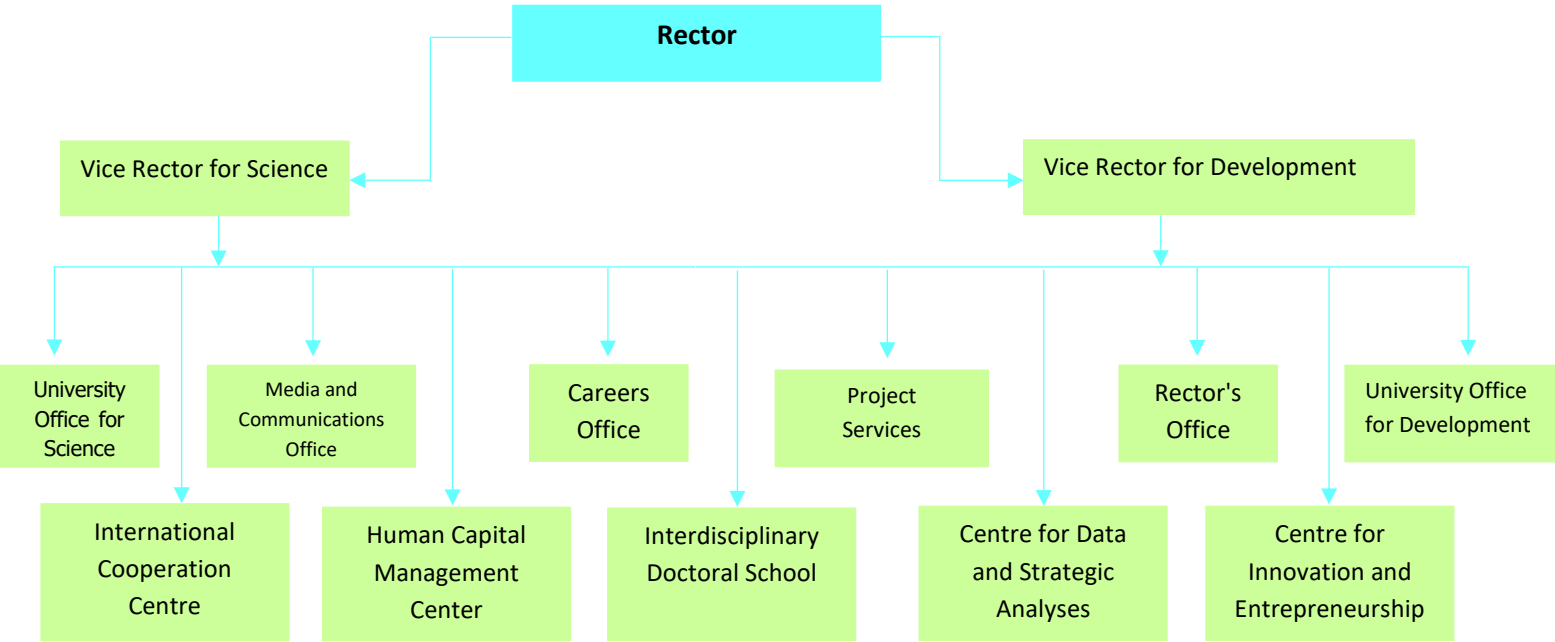 Rector
Vice Rector for Science
Vice Rector for Development
University
Office for
Science
Media and
Communications
Office
Careers
Office
Project
Services
Rector's
Office
University Office
for Development
International
Cooperation
Centre
Human Capital
Management
Center
Interdisciplinary
Doctoral School
Centre for Data
and Strategic
Analyses
Centre for
Innovation and
Entrepreneurship